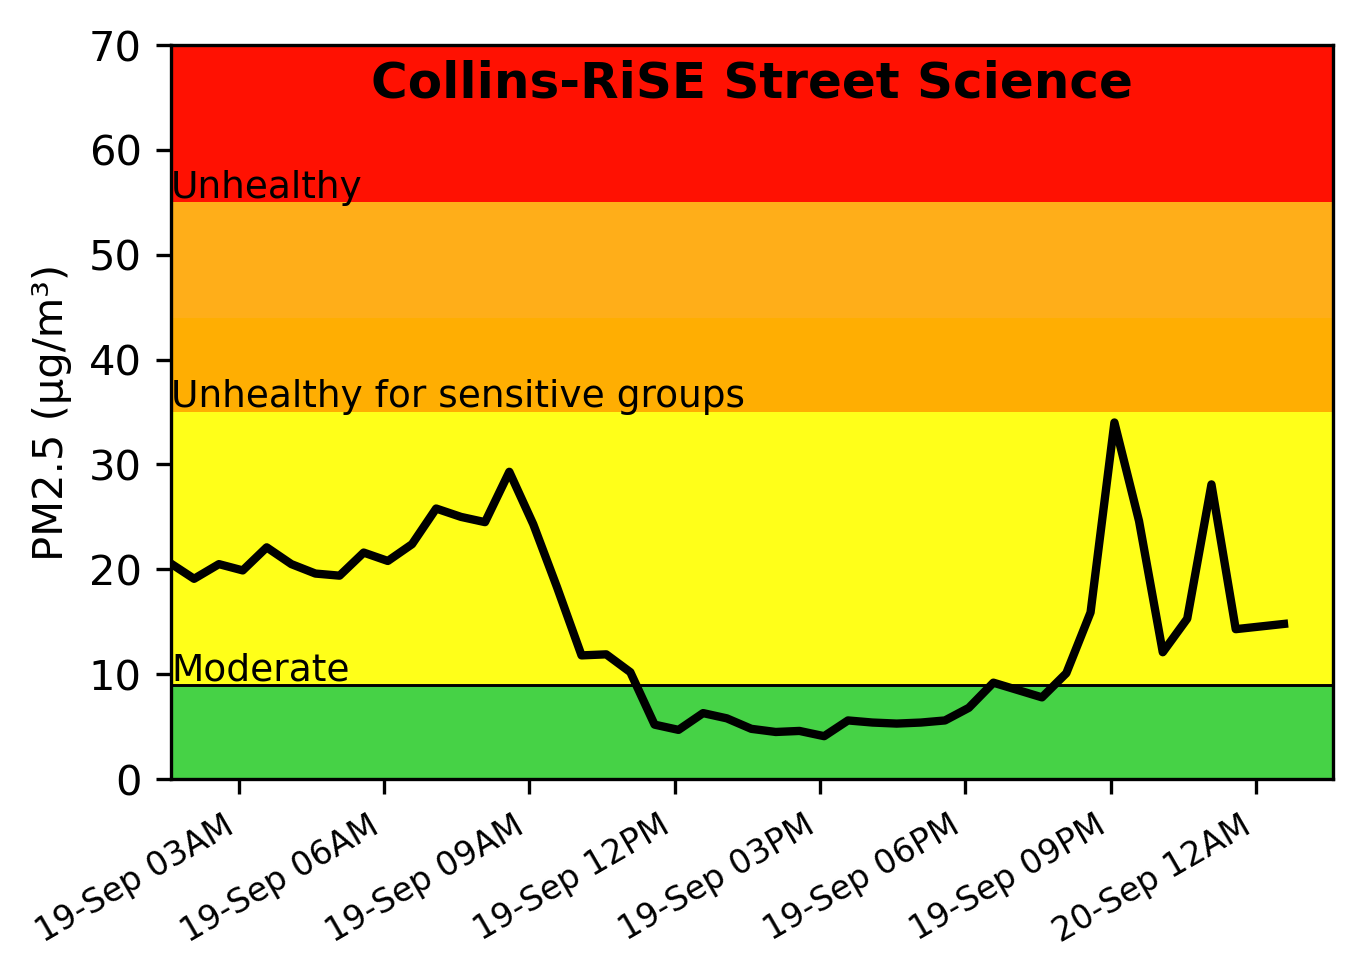 Collins-RiSE Street Science
70
60
Unhealthy
50
40
Unhealthy for sensitive groups
30
20
10
Moderate
0
PM2.5 (µg/m³)
19-Sep 03AM
19-Sep 06AM
19-Sep 09AM
19-Sep 12PM
19-Sep 03PM
19-Sep 06PM
19-Sep 09PM
20-Sep 12AM